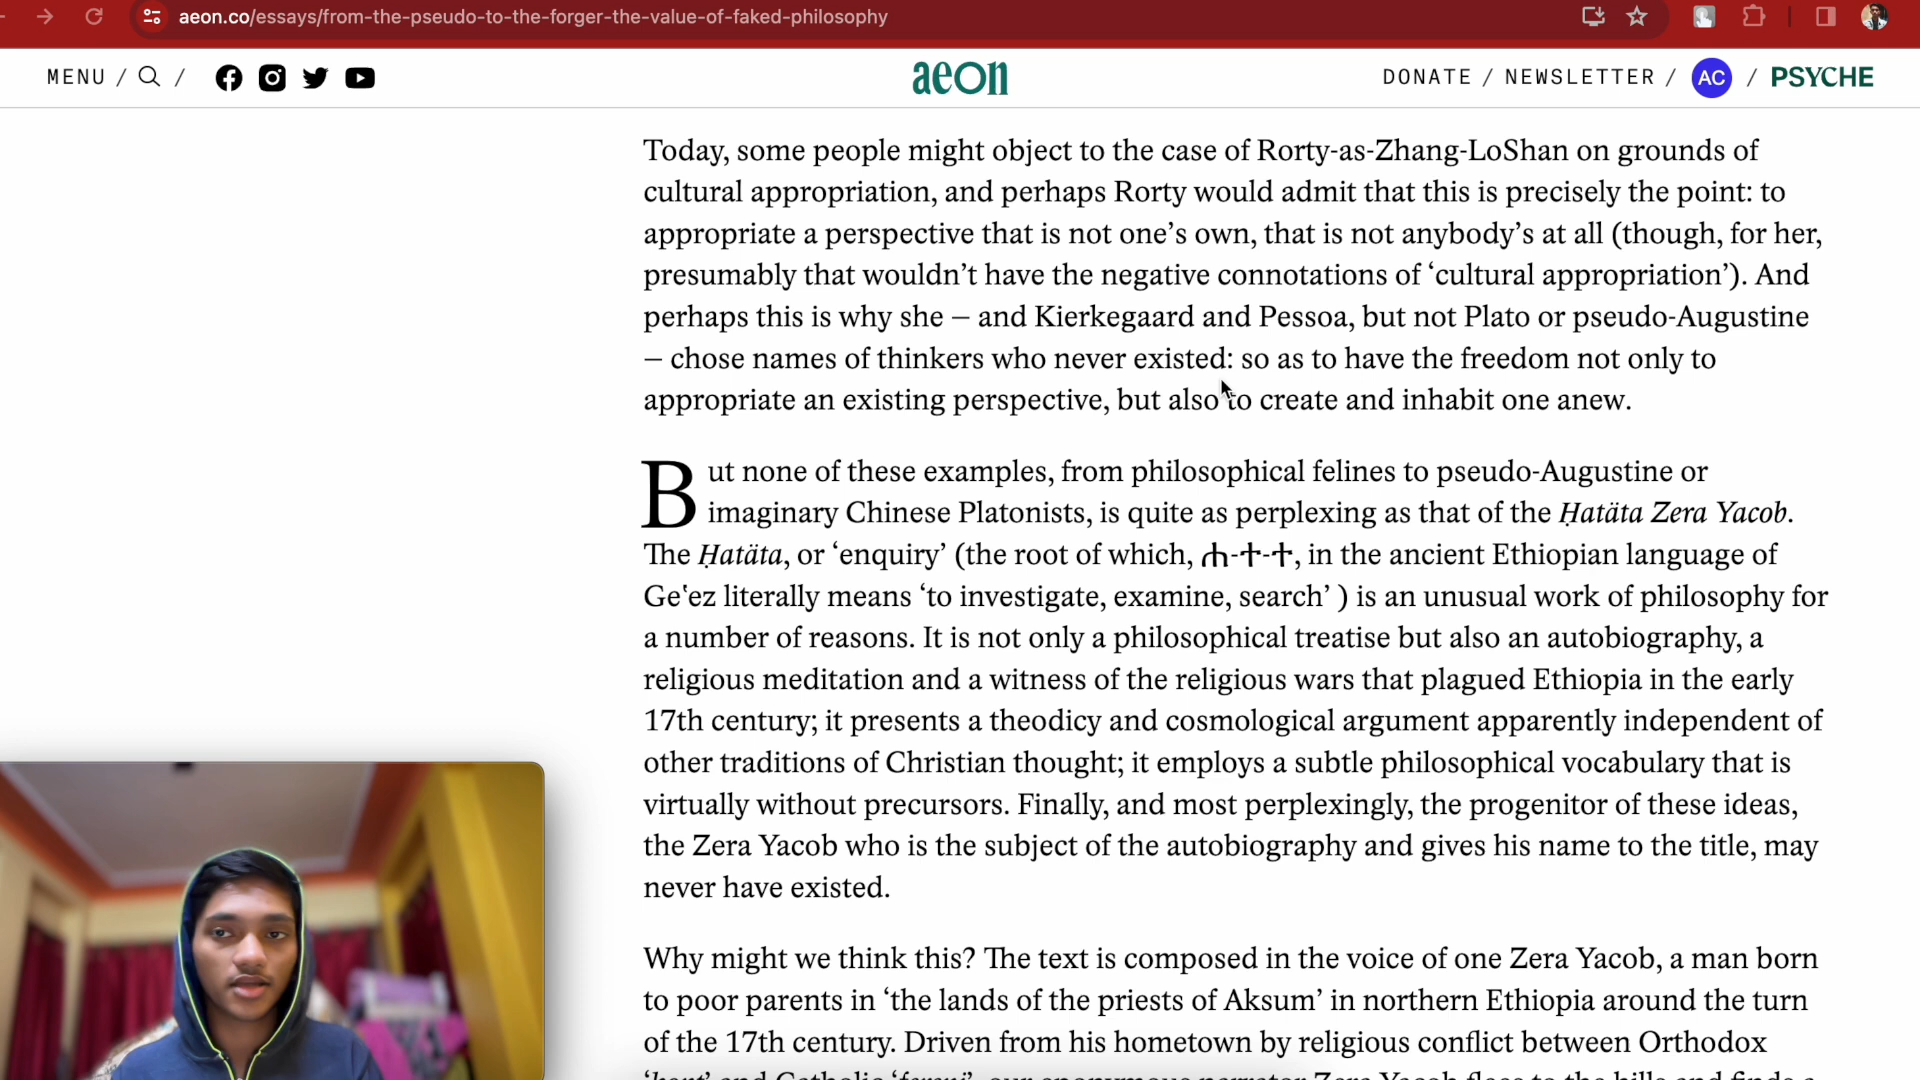 aeon.co/essays/from-the-pseudo-to-the-forger-the-value-of-faked-philosophy
MENU / /
aeon
DONATE / NEWSLETTER / AC / PSYCHE
Today, some people might object to the case of Rorty-as-Zhang-LoShan on grounds of
cultural appropriation, and perhaps Rorty would admit that this is precisely the point: to
appropriate a perspective that is not one’s own, that is not anybody’s at all (though, for her,
presumably that wouldn’t have the negative connotations of ‘cultural appropriation’). And
perhaps this is why she – and Kierkegaard and Pessoa, but not Plato or pseudo-Augustine
– chose names of thinkers who never existed: so as to have the freedom not only to
appropriate an existing perspective, but also to create and inhabit one anew.
But none of these examples, from philosophical felines to pseudo-Augustine or
imaginary Chinese Platonists, is quite as perplexing as that of the Ḥatäta Zera Yacob.
The Ḥatäta, or ‘enquiry’ (the root of which, ሐ-ተ-ተ, in the ancient Ethiopian language of
Geʽez literally means ‘to investigate, examine, search’ ) is an unusual work of philosophy for
a number of reasons. It is not only a philosophical treatise but also an autobiography, a
religious meditation and a witness of the religious wars that plagued Ethiopia in the early
17th century; it presents a theodicy and cosmological argument apparently independent of
other traditions of Christian thought; it employs a subtle philosophical vocabulary that is
virtually without precursors. Finally, and most perplexingly, the progenitor of these ideas,
the Zera Yacob who is the subject of the autobiography and gives his name to the title, may
never have existed.
Why might we think this? The text is composed in the voice of one Zera Yacob, a man born
to poor parents in ‘the lands of the priests of Aksum’ in northern Ethiopia around the turn
of the 17th century. Driven from his hometown by religious conflict between Orthodox